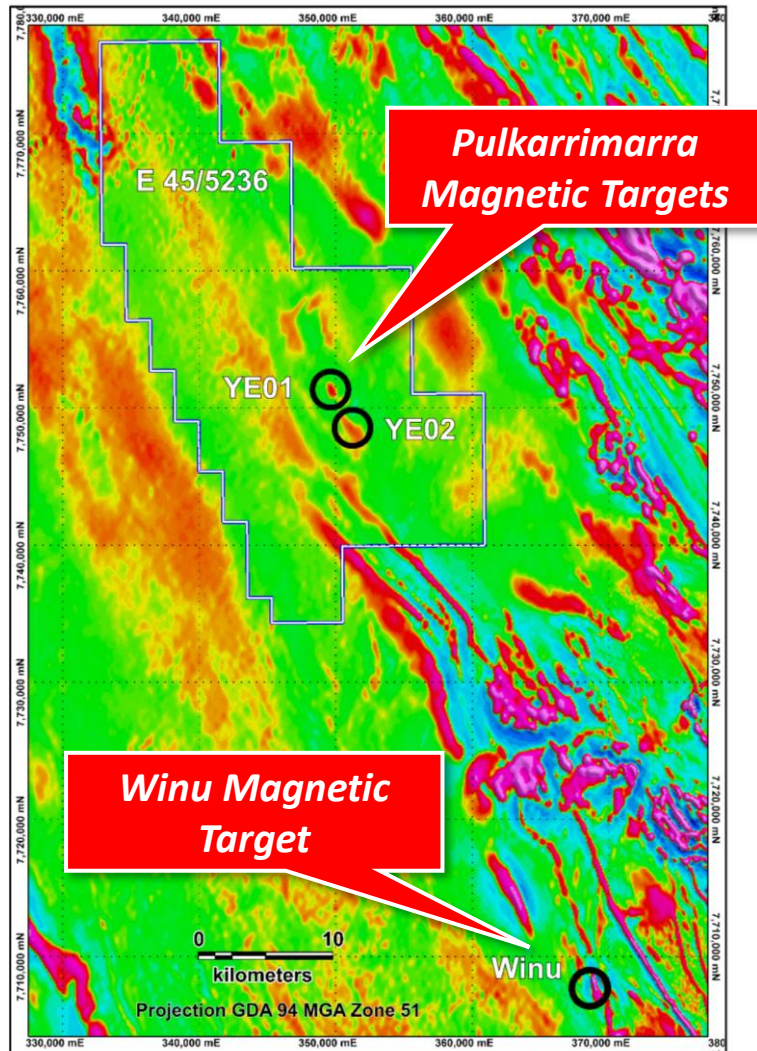 330,000 mE 340,000 mE 350,000 mE 360,000 mE 370,000 mE 380
7,780
7,770,000 mN
7,760,000 mN
7,750,000 mN
7,740,000 mN
7,730,000 mN
7,720,000 mN
7,710,000 mN
E 45/5236
Pulkarrimarra
Magnetic Targets
YE01
YE02
Winu Magnetic
Target
Winu
0 10
kilometers
Projection GDA 94 MGA Zone 51
7,7
7,760,000 mN
7,750,000 mN
7,740,000 mN
7,730,000 mN
7,720,000 mN
7,710,000 mN
330,000 mE 340,000 mE 350,000 mE 360,000 mE 370,000 mE 380